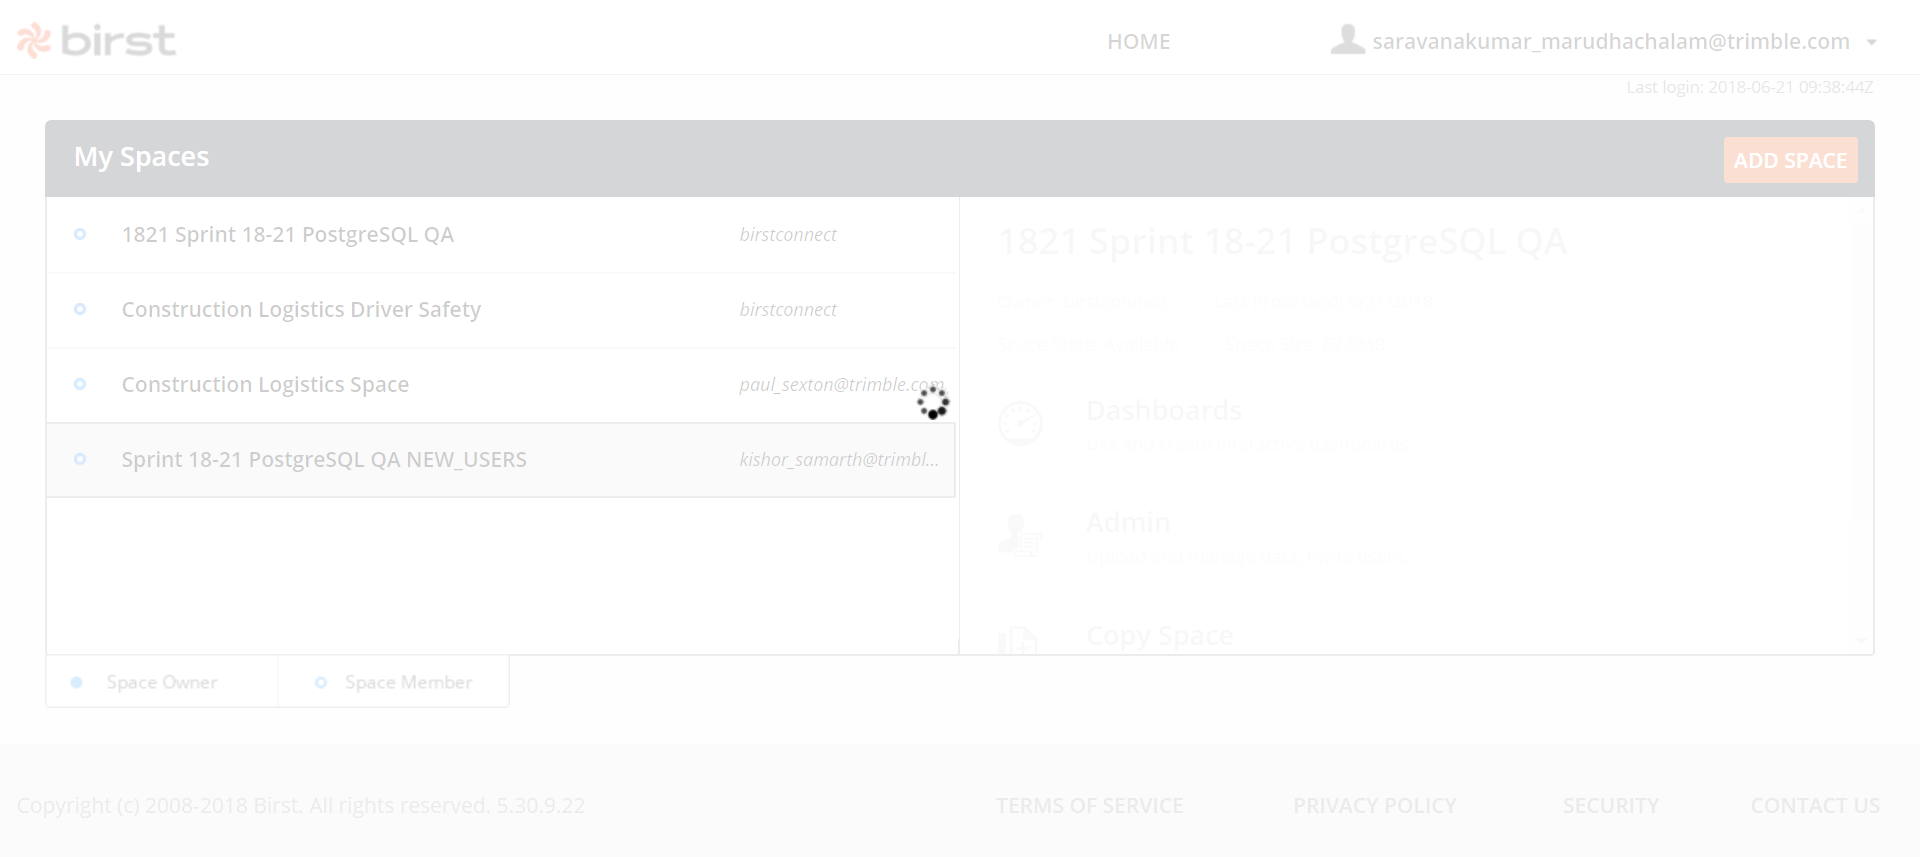 birst
HOME
saravanakumar_marudhachalam@trimble.com
Last login: 2018-06-21 09:38:44Z
My Spaces
ADD SPACE
1821 Sprint 18-21 PostgreSQL QA
birstconnect
Construction Logistics Driver Safety
birstconnect
Construction Logistics Space
paul_sexton@trimble.com
Sprint 18-21 PostgreSQL QA NEW_USERS
kishor_samarth@trimbl...
1821 Sprint 18-21 PostgreSQL QA
Owner: birstconnect
Last Processed:
Space State: Available
Space Size:
Dashboards
Use and create interactive dashboards
Admin
Upload and manage data, invite users
Copy Space
Space Owner
Space Member
Copyright (c) 2008-2018 Birst. All rights reserved. 5.30.9.22
TERMS OF SERVICE
PRIVACY POLICY
SECURITY
CONTACT US